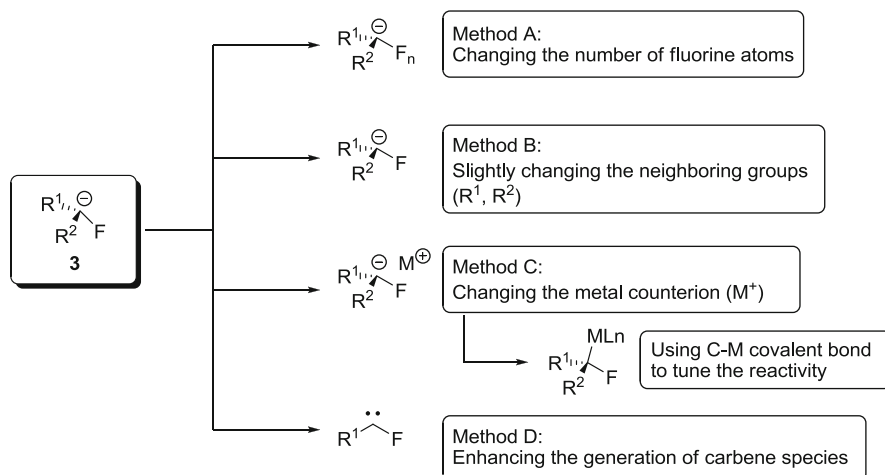 R1 ⊖
R2 Fn
Method A:
Changing the number of fluorine atoms
R1 ⊖
R2 F
Method B:
Slightly changing the neighboring groups
(R1, R2)
R1 ⊖
R2 F
3
R1 ⊖ M⊕
R2 F
Method C:
Changing the metal counterion (M+)
MLn
R1
R2 F
Using C-M covalent bond
to tune the reactivity
R1 F
Method D:
Enhancing the generation of carbene species